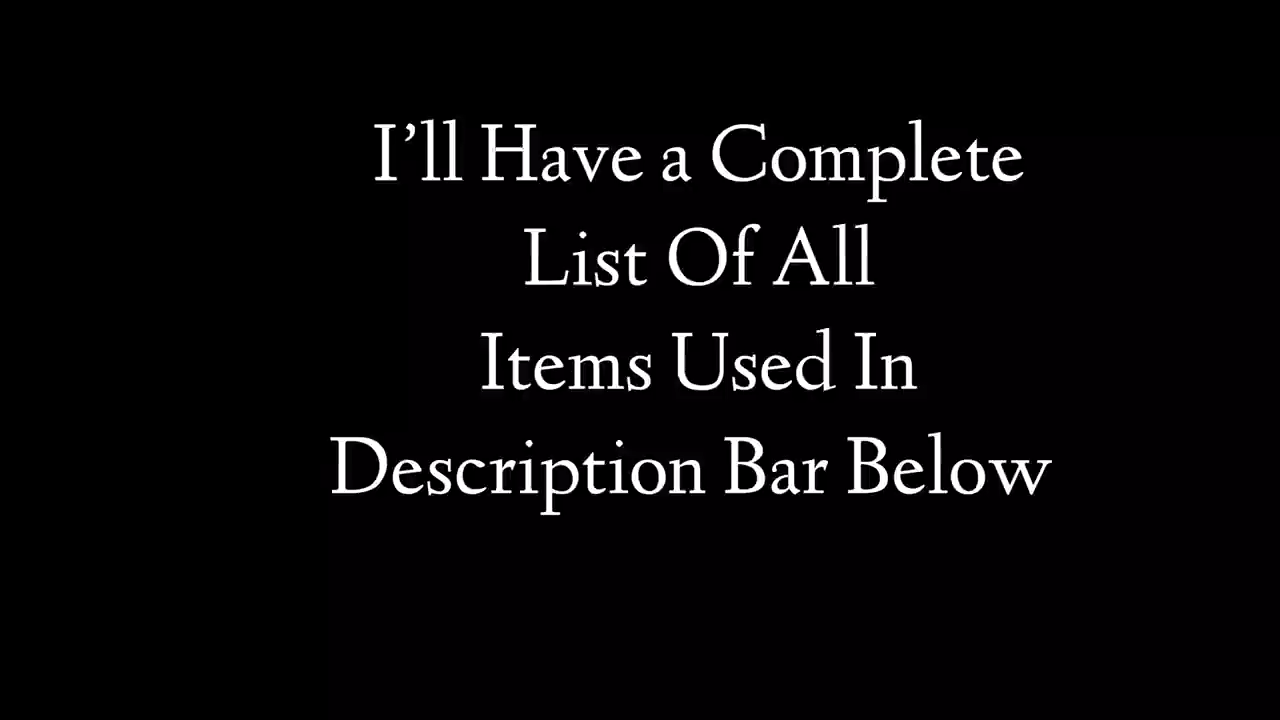 I’ll Have a Complete
List Of All
Items Used In
Description Bar Below